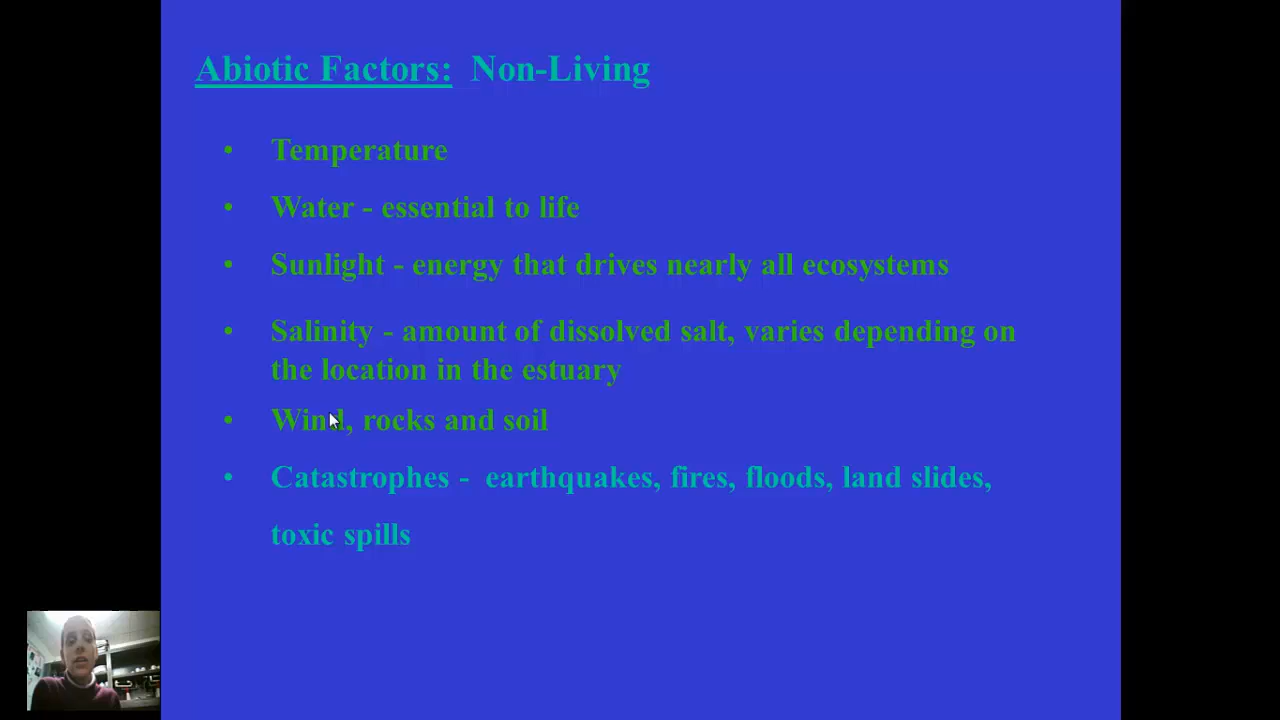 Abiotic Factors: Non-Living
• Temperature
• Water - essential to life
• Sunlight - energy that drives nearly all ecosystems
• Salinity - amount of dissolved salt, varies depending on
the location in the estuary
• Wind, rocks and soil
• Catastrophes - earthquakes, fires, floods, land slides,
toxic spills